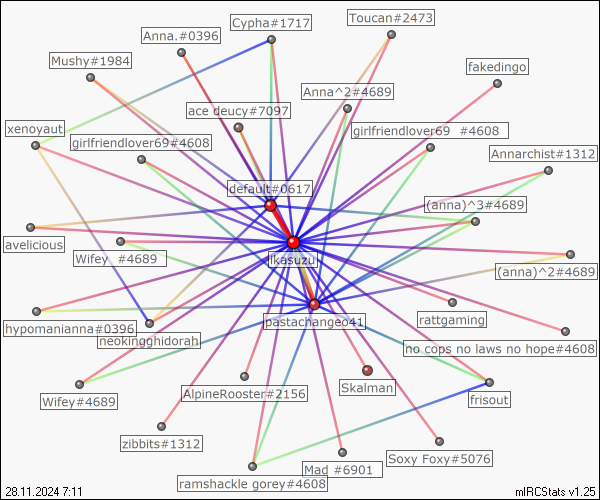 Toucan#2473
Cypha#1717
Anna.#0396
Mushy#1984
fakedingo
Anna^2#4689
ace deucy#7097
xenoyaut
girlfriendlover69 #4608
girlfriendlover69#4608
Annarchist#1312
default#0617
(anna)^3#4689
avelicious
Wifey_ #4689
ikasuzu
(anna)^2#4689
pastachangeo41
rattgaming
hypomanianna#0396
neokingghidorah
no cops no laws no hope#4608
Skalman
AlpineRooster#2156
Wifey#4689
frisout
zibbits#1312
Soxy Foxy#5076
Mad #6901
ramshackle gorey#4608
28.11.2024 7:11
mIRCStats v1.25